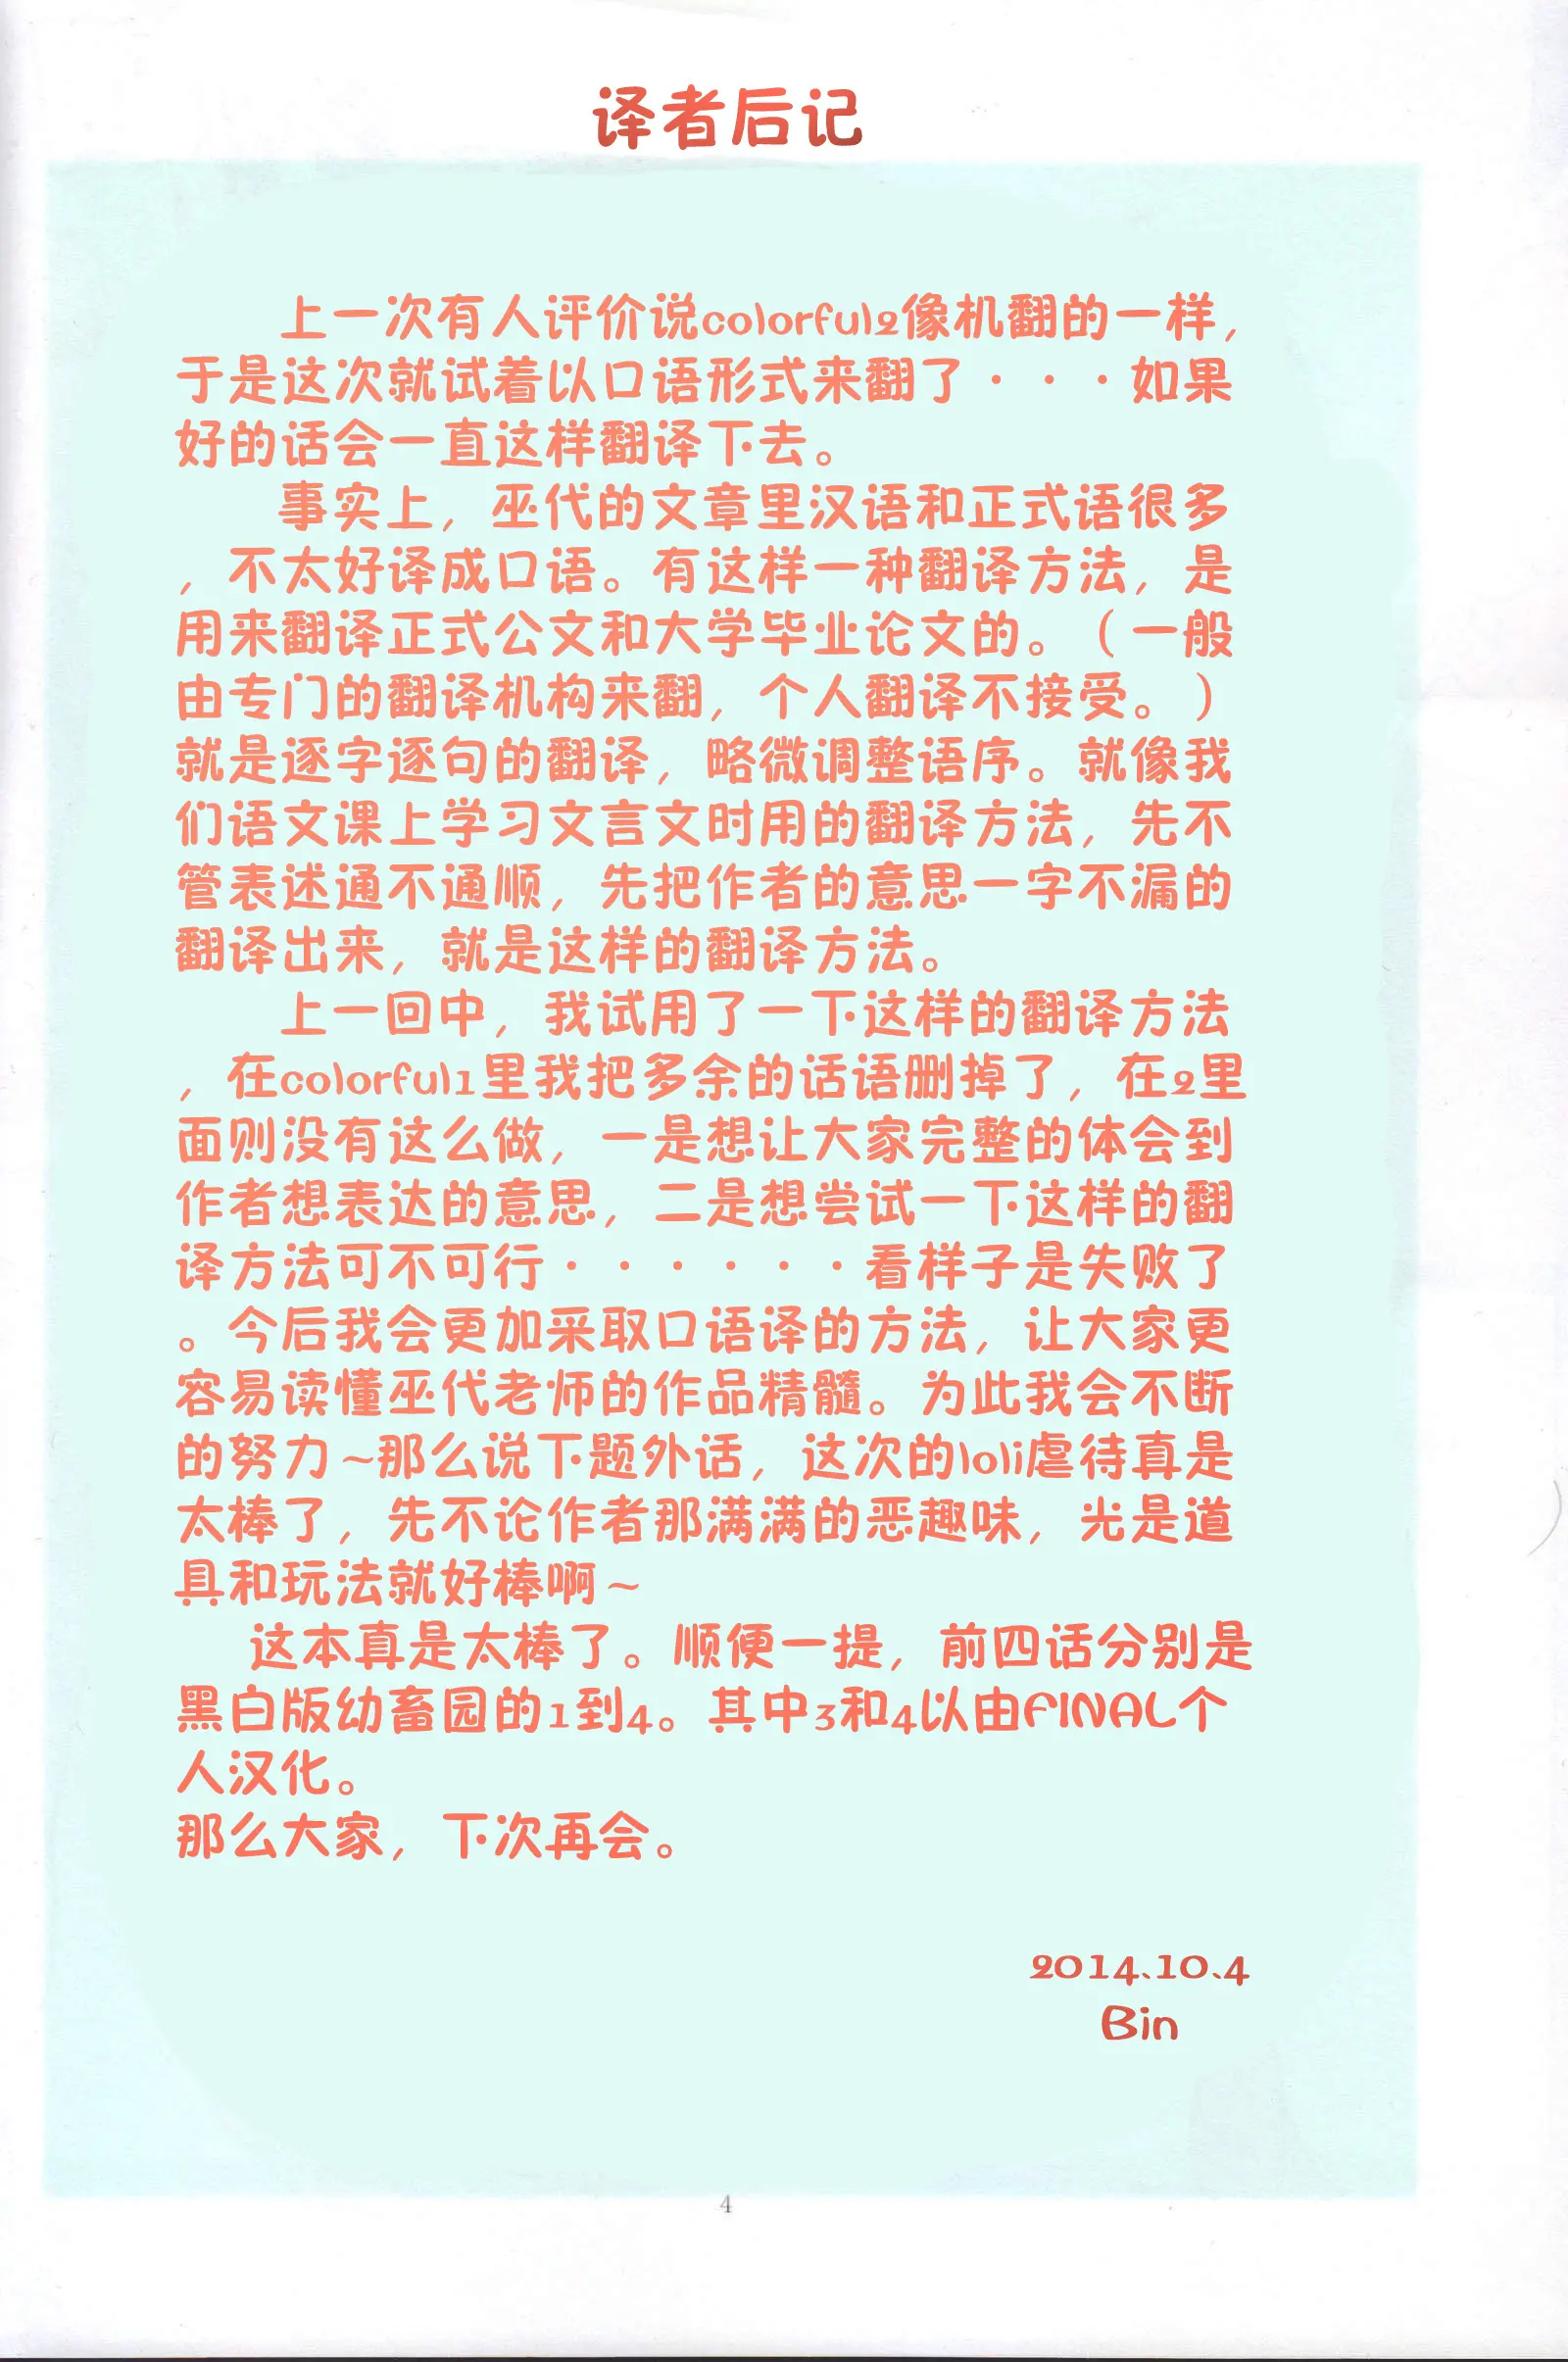 译者后记
上一次有人评价说colorful2像机翻的一样，
于是这次就试着以口语形式来翻了···如果
好的话会一直这样翻译下去。
事实上，巫代的文章里汉语和正式语很多
，不太好译成口语。有这样一种翻译方法，是
用来翻译正式公文和大学毕业论文的。（一般
由专门的翻译机构来翻，个人翻译不接受。）
就是逐字逐句的翻译，略微调整语序。就像我
们语文课上学习文言文时用的翻译方法，先不
管表述通不通顺，先把作者的意思一字不漏的
翻译出来，就是这样的翻译方法。
上一回中，我试用了一下这样的翻译方法
，在colorful1里我把多余的话语删掉了，在2里
面则没有这么做，一是想让大家完整的体会到
作者想表达的意思，二是想尝试一下这样的翻
译方法可不可行······看样子是失败了
。今后我会更加采取口语译的方法，让大家更
容易读懂巫代老师的作品精髓。为此我会不断
的努力~那么说下题外话，这次的loli虐待真是
太棒了，先不论作者那满满的恶趣味，光是道
具和玩法就好棒啊~
这本真是太棒了。顺便一提，前四话分别是
黑白版幼畜园的1到4。其中3和4以由FINAL个
人汉化。
那么大家，下次再会。
2014.10.4
Bin
4